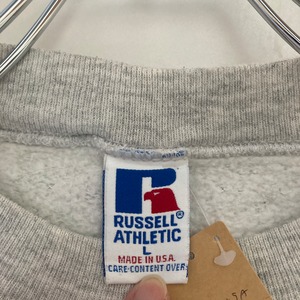 RUSSELL®
ATHLETIC
L
MADE IN U.S.A.
CARE-CONTENT OVER